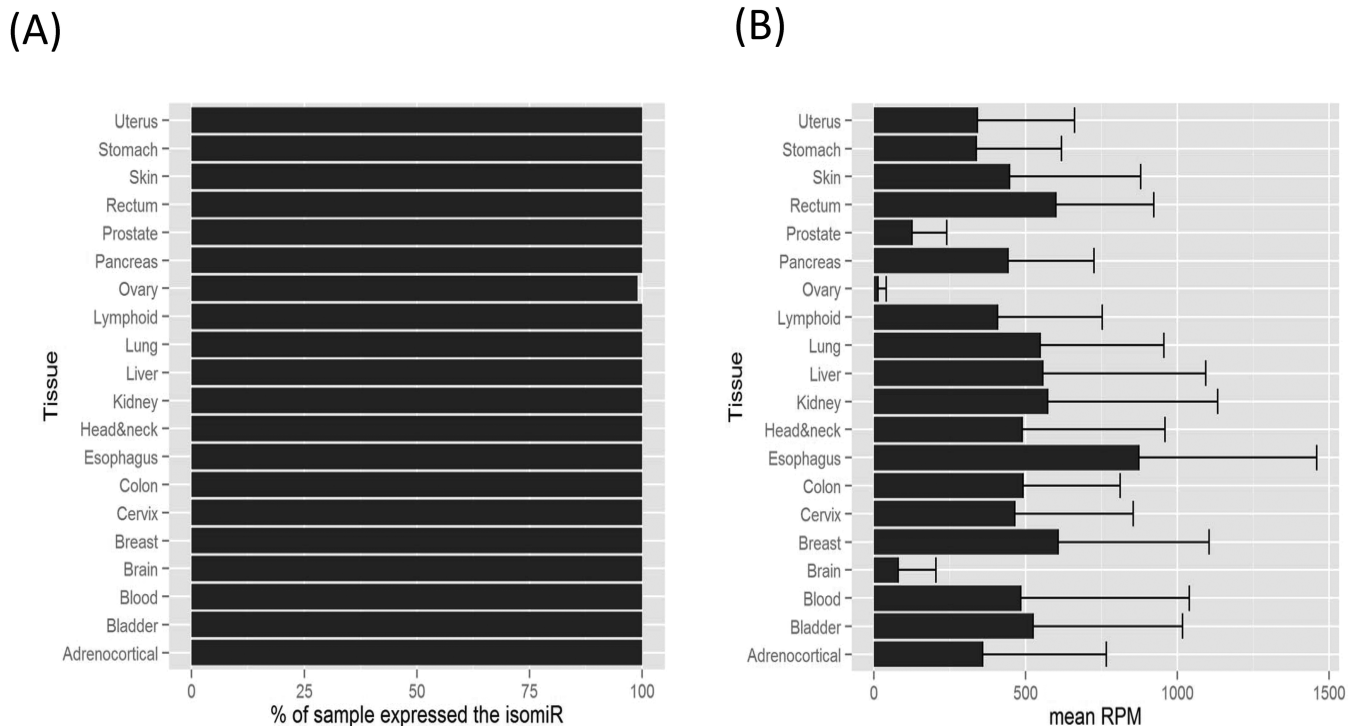 (A)
(B)
Tissue
Uterus
Stomach
Skin
Rectum
Prostate
Pancreas
Ovary
Lymphoid
Lung
Liver
Kidney
Head&neck
Esophagus
Colon
Cervix
Breast
Brain
Blood
Bladder
Adrenocortical
0 25 50 75 100
% of sample expressed the isomiR
Tissue
Uterus
Stomach
Skin
Rectum
Prostate
Pancreas
Ovary
Lymphoid
Lung
Liver
Kidney
Head&neck
Esophagus
Colon
Cervix
Breast
Brain
Blood
Bladder
Adrenocortical
0 500 1000 1500
mean RPM